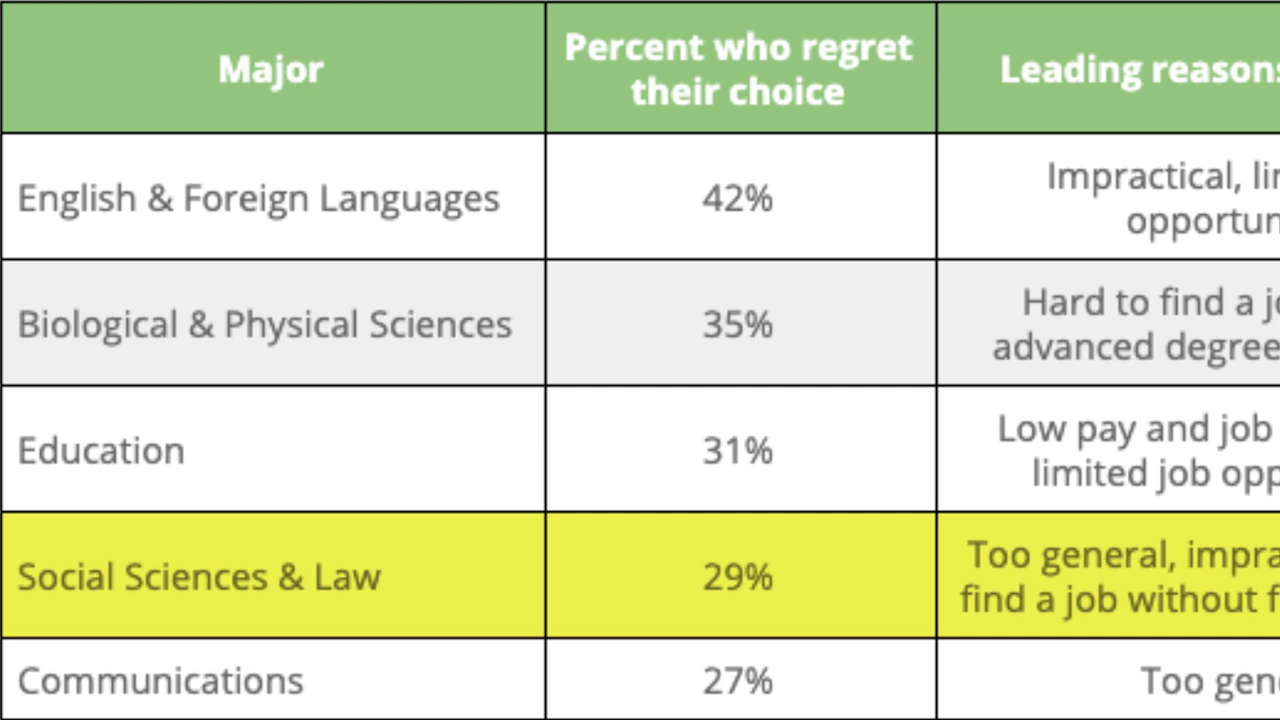 Major
Percent who regret
their choice
Leading reasons
English & Foreign Languages
42%
Impractical,
Biological & Physical Sciences
35%
Hard to find a
advanced degree
Education
31%
Low pay and job
limited job
Social Sciences & Law
29%
Too general,
find a job without
Communications
27%
Too